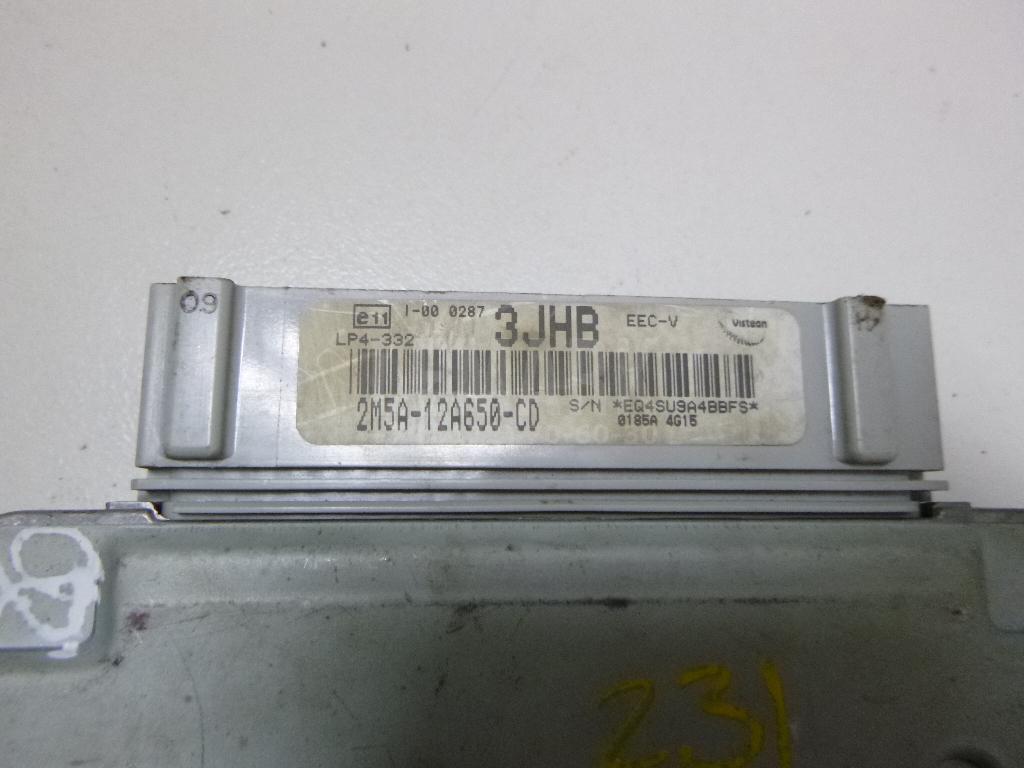 09
e11 1-00 0287 3JHB EEC-V Visteon
LP4-332
2M5A-12A650-CD S/N *EQ4SU9A4BBFS*
0185A 4G15
231